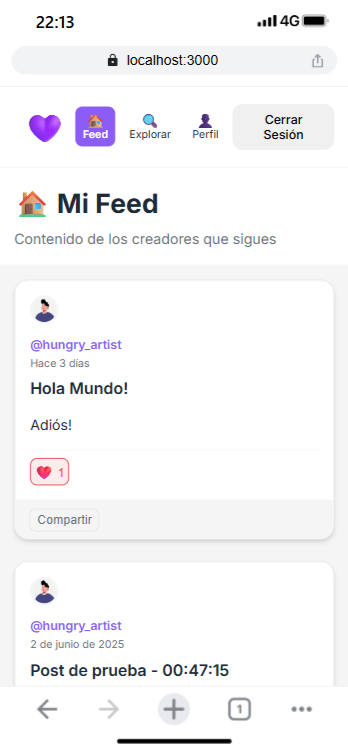 22:13
4G
localhost:3000
🏠
Feed
🔍
Explorar
👤
Perfil
Cerrar
Sesión
🏠 Mi Feed
Contenido de los creadores que sigues
@hungry_artist
Hace 3 días
Hola Mundo!
Adiós!
❤️ 1
Compartir
@hungry_artist
2 de junio de 2025
Post de prueba - 00:47:15
1